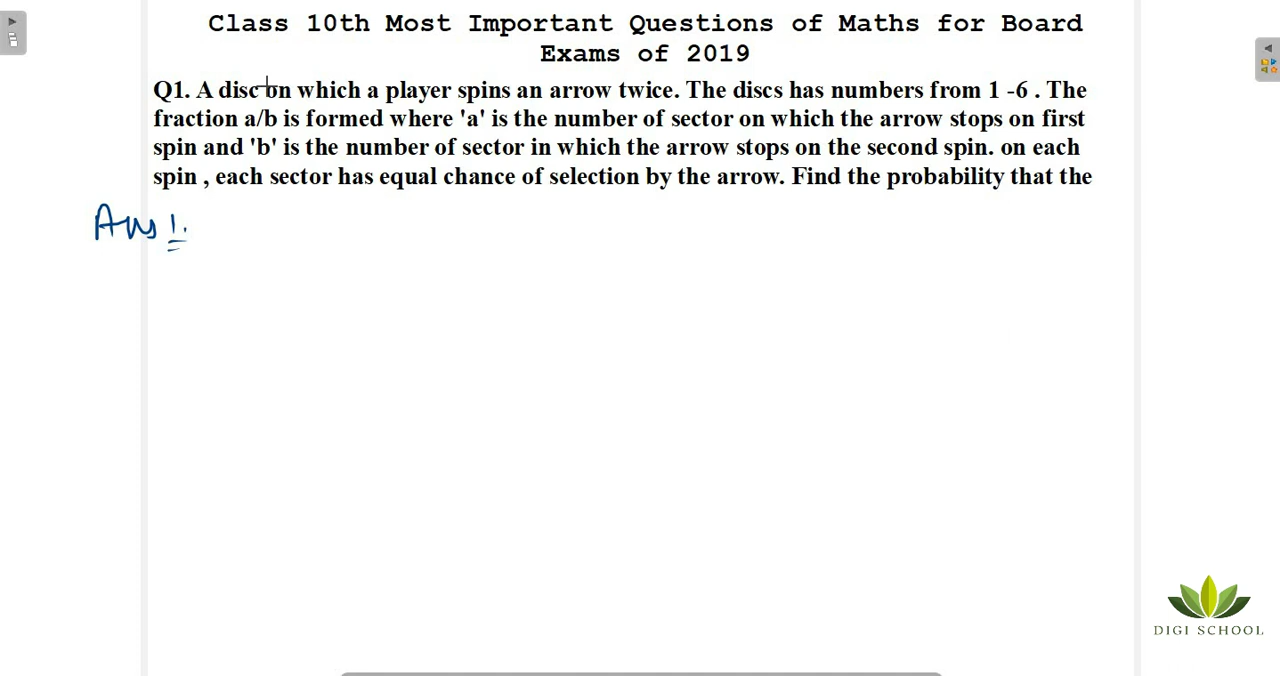 Class 10th Most Important Questions of Maths for Board
Exams of 2019
Q1. A disc on which a player spins an arrow twice. The discs has numbers from 1 -6 . The
fraction a/b is formed where 'a' is the number of sector on which the arrow stops on first
spin and 'b' is the number of sector in which the arrow stops on the second spin. on each
spin , each sector has equal chance of selection by the arrow. Find the probability that the
Ans 1.
DIGI SCHOOL